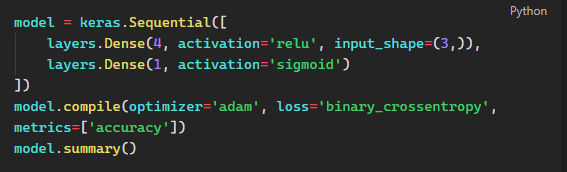 Python
model = keras.Sequential([
    layers.Dense(4, activation='relu', input_shape=(3,)),
    layers.Dense(1, activation='sigmoid')
])
model.compile(optimizer='adam', loss='binary_crossentropy',
metrics=['accuracy'])
model.summary()